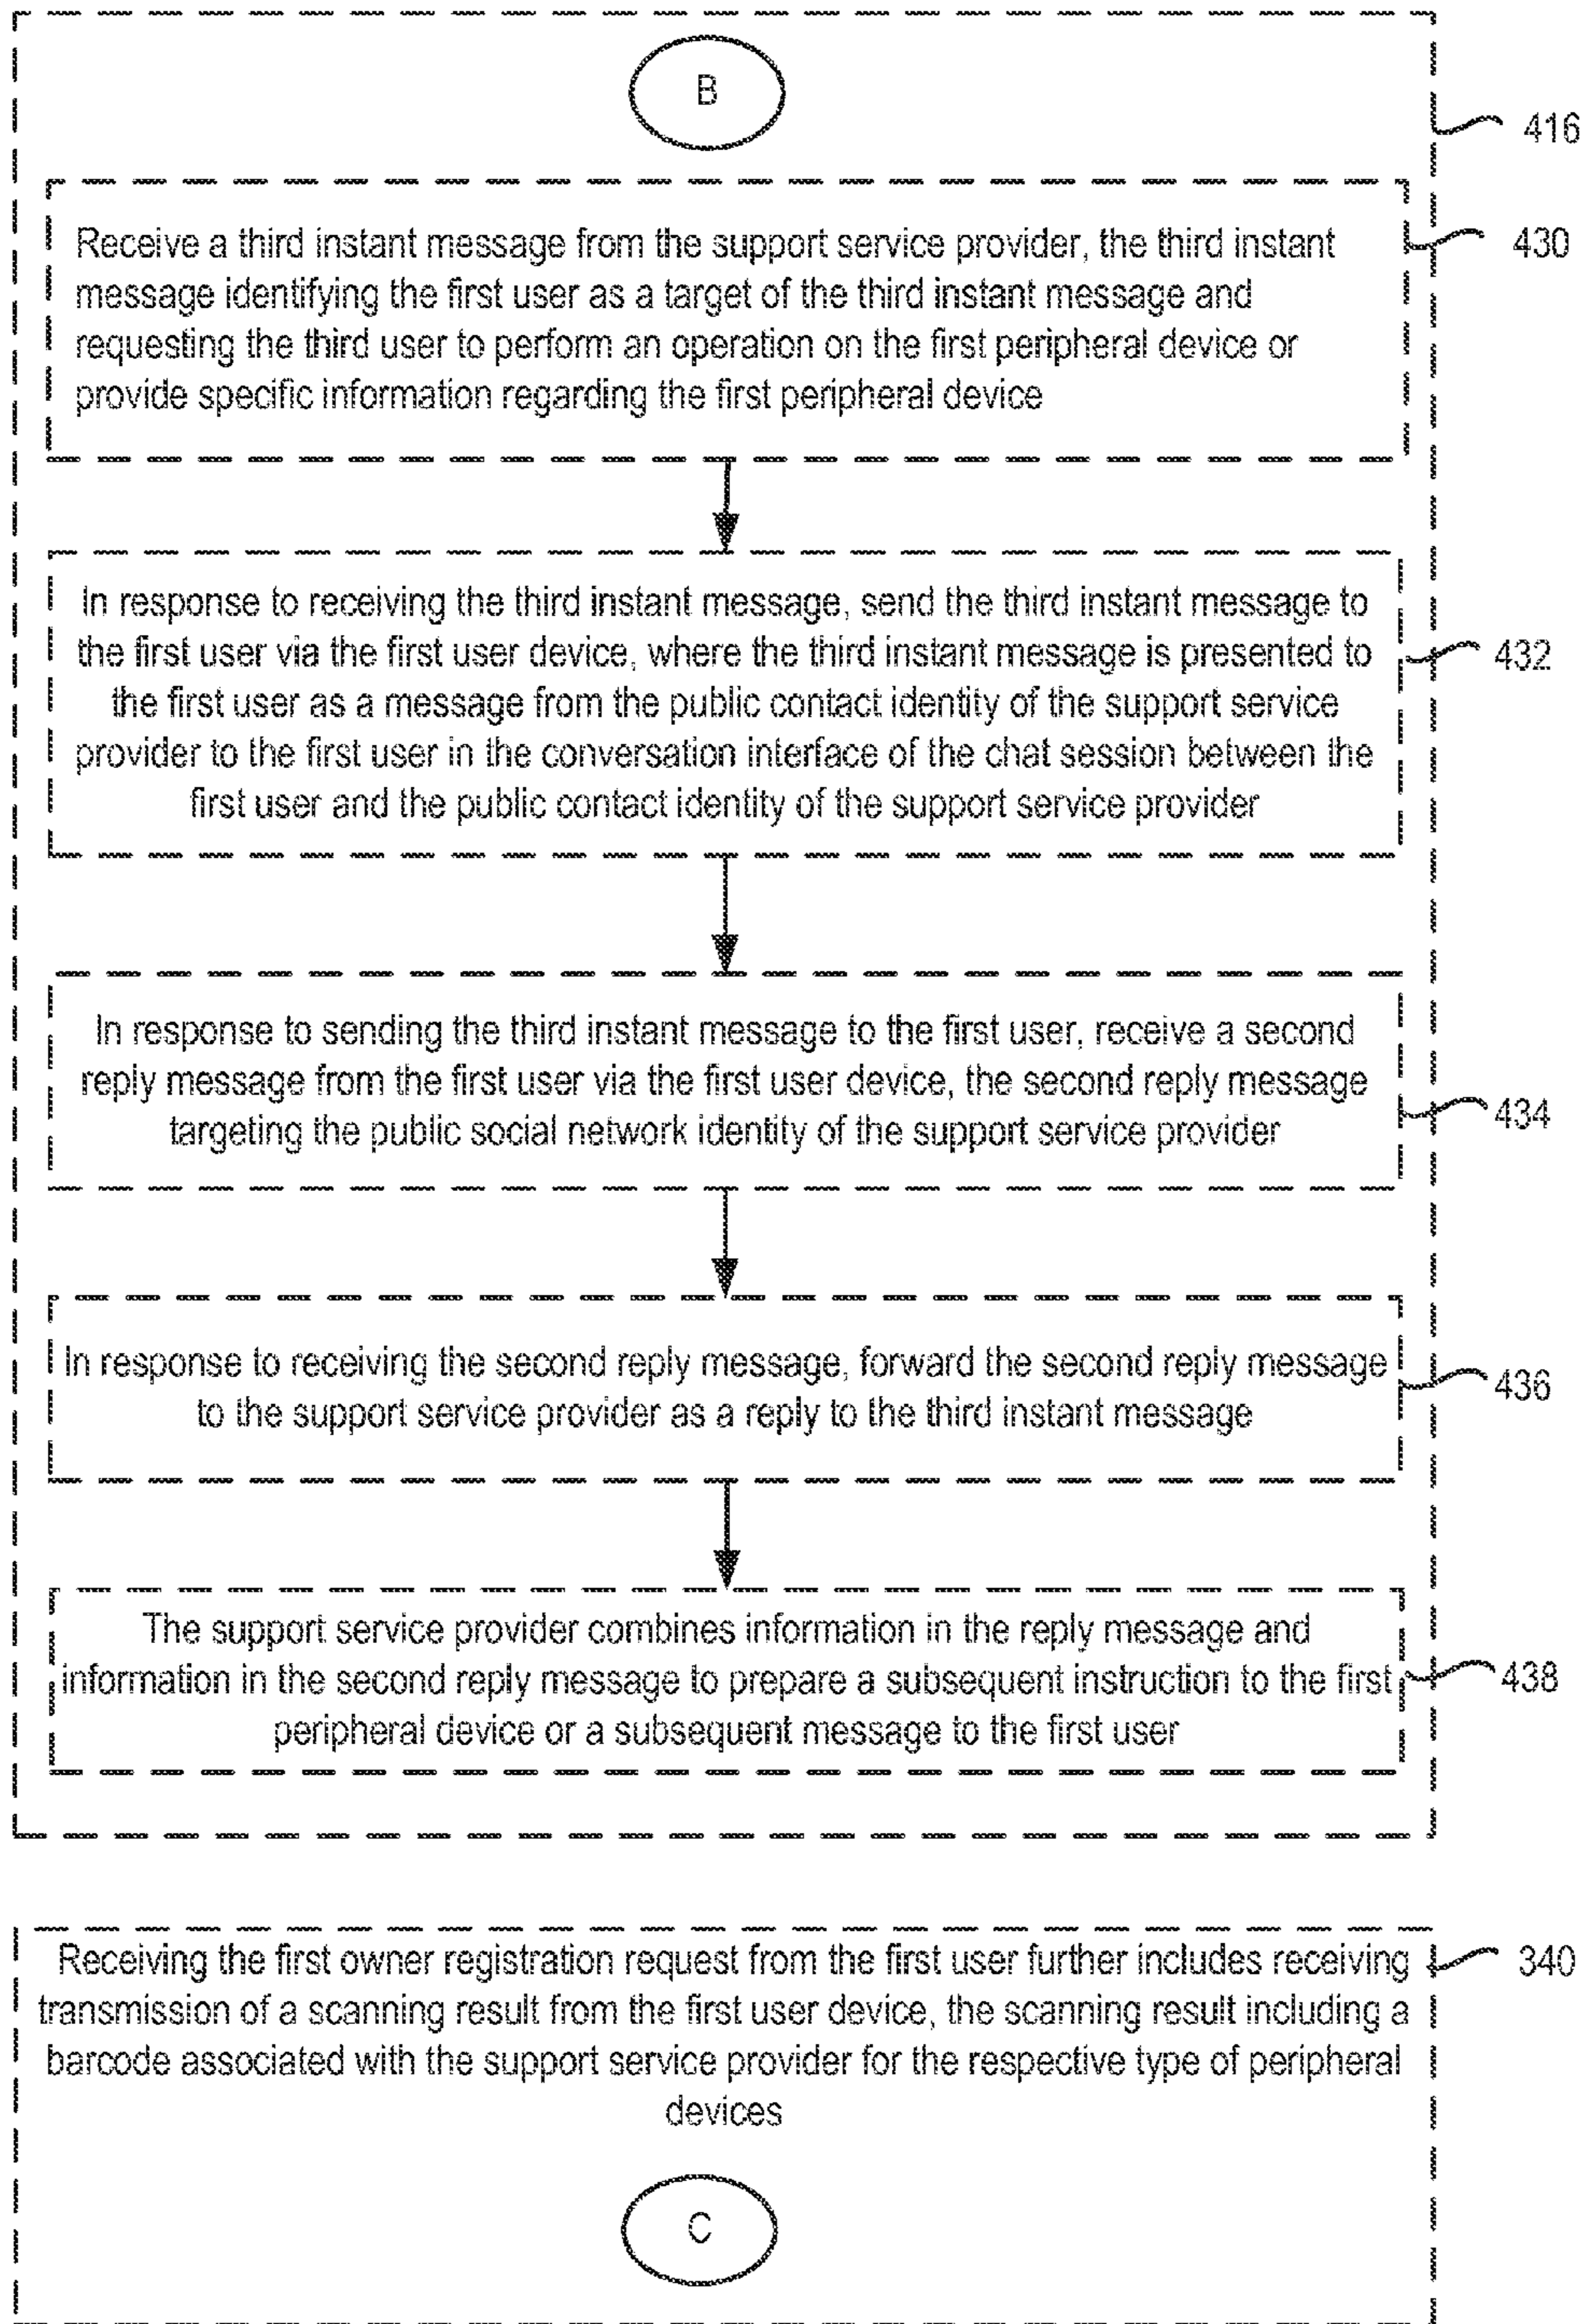 B
416
Receive a third instant message from the support service provider, the third instant
430
message identifying the first user as a target of the third instant message and
requesting the third user to perform an operation on the first peripheral device or
provide specific information regarding the first peripheral device
In response to receiving the third instant message, send the third instant message to
the first user via the first user device, where the third instant message is presented to
432
the first user as a message from the public contact identity of the support service
provider to the first user in the conversation interface of the chat session between the
first user and the public contact identity of the support service provider
In response to sending the third instant message to the first user, receive a second
reply message from the first user via the first user device, the second reply message
434
targeting the public social network identity of the support service provider
In response to receiving the second reply message, forward the second reply message
436
to the support service provider as a reply to the third instant message
The support service provider combines information in the reply message and
information in the second reply message to prepare a subsequent instruction to the first
438
peripheral device or a subsequent message to the first user
Receiving the first owner registration request from the first user further includes receiving
340
transmission of a scanning result from the first user device, the scanning result including a
barcode associated with the support service provider for the respective type of peripheral
devices
C